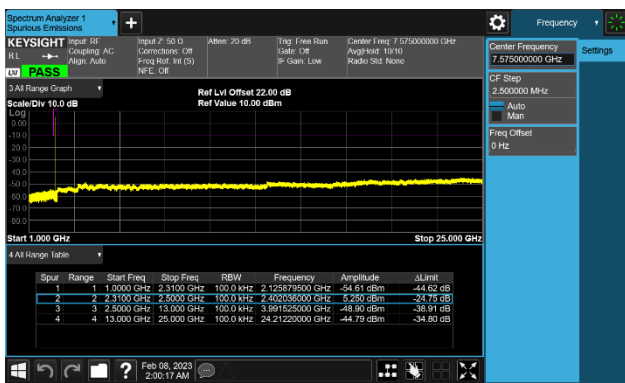 Spectrum Analyzer 1
Spurious Emissions
Frequency
KEYSIGHT Input: RF Input Z: 50 Ω Atten: 20 dB Trig: Free Run Center Freq: 7.575000000 GHz
R L Coupling: AC Corrections: Off Gate: Off Avg|Hold: 10/10
Align: Auto Freq Ref: Int (S) IF Gain: Low Radio Std: None
NFE: Off
LXI PASS
Center Frequency
7.575000000 GHz
Settings
CF Step
2.500000 MHz
Auto
Man
Freq Offset
0 Hz
3 All Range Graph
Ref Lvl Offset 22.00 dB
Scale/Div 10.0 dB Ref Value 10.00 dBm
Log
0.00
-10.0
-20.0
-30.0
-40.0
-50.0
-60.0
-70.0
-80.0
Start 1.000 GHz Stop 25.000 GHz
4 All Range Table
Spur Range Start Freq Stop Freq RBW Frequency Amplitude ΔLimit
1 1 1.0000 GHz 2.3100 GHz 100.0 kHz 2.125879500 GHz -54.61 dBm -44.62 dB
2 2 2.3100 GHz 2.5000 GHz 100.0 kHz 2.402036000 GHz 5.250 dBm -24.75 dB
3 3 2.5000 GHz 13.000 GHz 100.0 kHz 3.991525000 GHz -48.90 dBm -38.91 dB
4 4 13.000 GHz 25.000 GHz 100.0 kHz 24.21220000 GHz -44.79 dBm -34.80 dB
?
Feb 08, 2023
2:00:17 AM